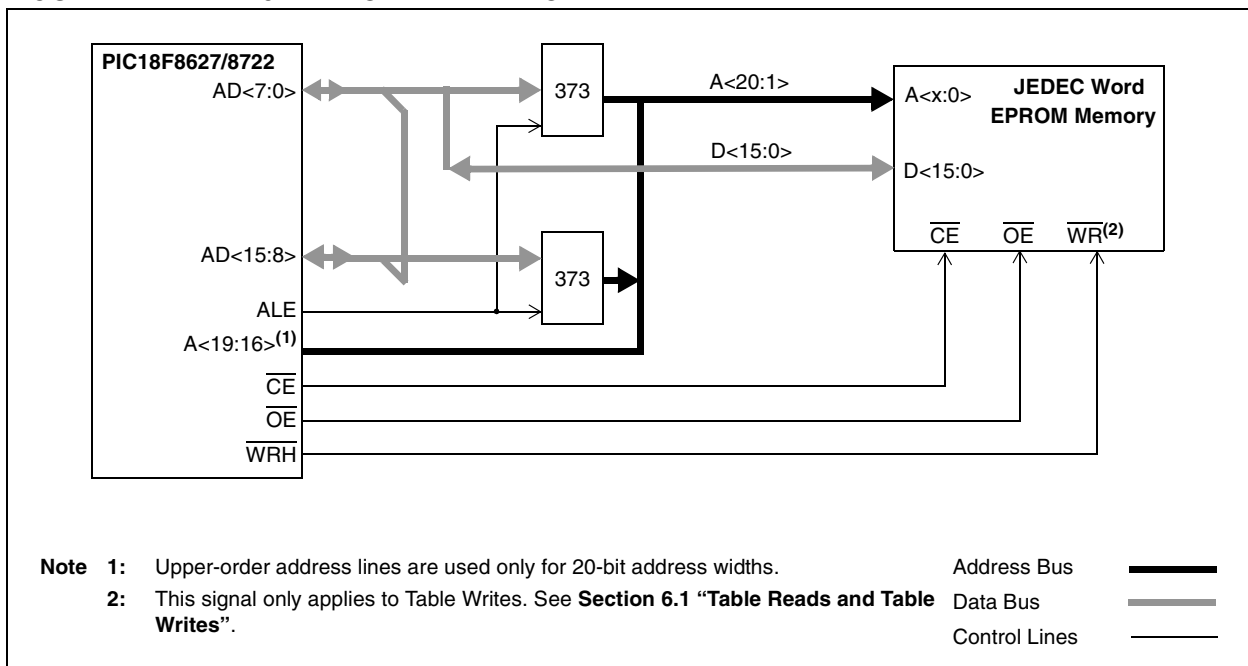 PIC18F8627/8722
AD<7:0>
373
A<20:1>
A<x:0>
JEDEC Word
EPROM Memory
D<15:0>
D<15:0>
CE OE WR(2)
AD<15:8>
373
ALE
A<19:16>(1)
CE
OE
WRH
Note 1: Upper-order address lines are used only for 20-bit address widths.
2: This signal only applies to Table Writes. See Section 6.1 “Table Reads and Table
Writes”.
Address Bus
Data Bus
Control Lines